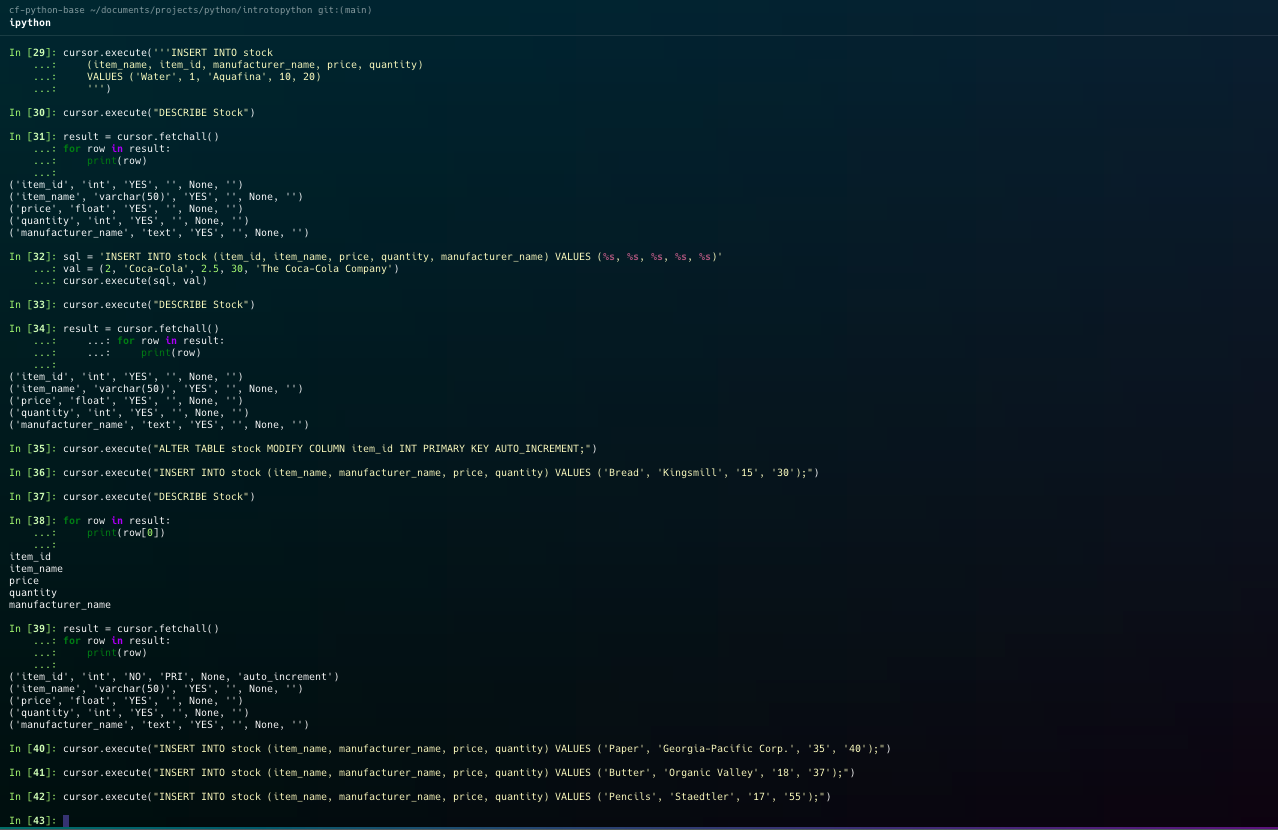 cf-python-base ~/documents/projects/python/introtopython git:(main)
ipython
In [29]: cursor.execute('''INSERT INTO stock
    ...:     (item_name, item_id, manufacturer_name, price, quantity)
    ...:     VALUES ('Water', 1, 'Aquafina', 10, 20)
    ...:     ''')
In [30]: cursor.execute("DESCRIBE Stock")
In [31]: result = cursor.fetchall()
    ...: for row in result:
    ...:     print(row)
    ...:
('item_id', 'int', 'YES', '', None, '')
('item_name', 'varchar(50)', 'YES', '', None, '')
('price', 'float', 'YES', '', None, '')
('quantity', 'int', 'YES', '', None, '')
('manufacturer_name', 'text', 'YES', '', None, '')
In [32]: sql = 'INSERT INTO stock (item_id, item_name, price, quantity, manufacturer_name) VALUES (%s, %s, %s, %s, %s)'
    ...: val = (2, 'Coca-Cola', 2.5, 30, 'The Coca-Cola Company')
    ...: cursor.execute(sql, val)
In [33]: cursor.execute("DESCRIBE Stock")
In [34]: result = cursor.fetchall()
    ...:     ...: for row in result:
    ...:     ...:     print(row)
    ...:
('item_id', 'int', 'YES', '', None, '')
('item_name', 'varchar(50)', 'YES', '', None, '')
('price', 'float', 'YES', '', None, '')
('quantity', 'int', 'YES', '', None, '')
('manufacturer_name', 'text', 'YES', '', None, '')
In [35]: cursor.execute("ALTER TABLE stock MODIFY COLUMN item_id INT PRIMARY KEY AUTO_INCREMENT;")
In [36]: cursor.execute("INSERT INTO stock (item_name, manufacturer_name, price, quantity) VALUES ('Bread', 'Kingsmill', '15', '30');")
In [37]: cursor.execute("DESCRIBE Stock")
In [38]: for row in result:
    ...:     print(row[0])
    ...:
item_id
item_name
price
quantity
manufacturer_name
In [39]: result = cursor.fetchall()
    ...: for row in result:
    ...:     print(row)
    ...:
('item_id', 'int', 'NO', 'PRI', None, 'auto_increment')
('item_name', 'varchar(50)', 'YES', '', None, '')
('price', 'float', 'YES', '', None, '')
('quantity', 'int', 'YES', '', None, '')
('manufacturer_name', 'text', 'YES', '', None, '')
In [40]: cursor.execute("INSERT INTO stock (item_name, manufacturer_name, price, quantity) VALUES ('Paper', 'Georgia-Pacific Corp.', '35', '40');")
In [41]: cursor.execute("INSERT INTO stock (item_name, manufacturer_name, price, quantity) VALUES ('Butter', 'Organic Valley', '18', '37');")
In [42]: cursor.execute("INSERT INTO stock (item_name, manufacturer_name, price, quantity) VALUES ('Pencils', 'Staedtler', '17', '55');")
In [43]: